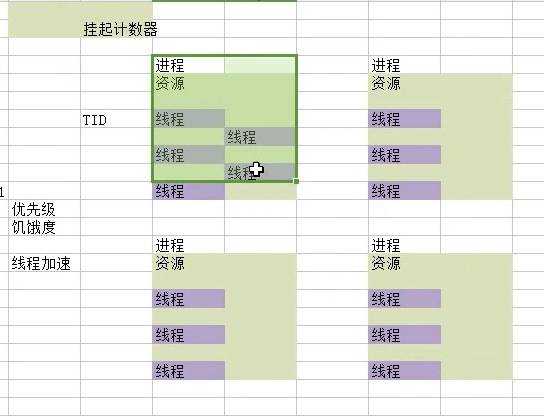 挂起计数器
进程 进程
资源 资源
TID 线程 线程
线程
线程 线程
线程
1 线程 线程
优先级
饥饿度
进程 进程
线程加速 资源 资源
线程 线程
线程 线程
线程 线程